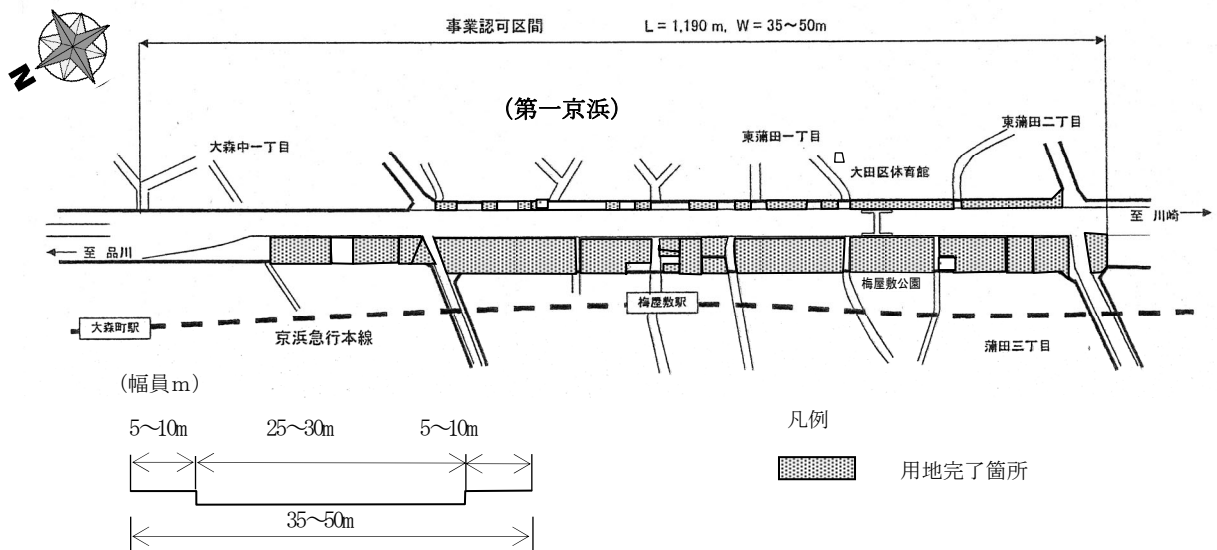 事業認可区間 L = 1,190 m, W = 35～50m
N
(第一京浜)
大森中一丁目
東蒲田一丁目
東蒲田二丁目
大田区体育館
至 川崎
至 品川
梅屋敷公園
梅屋敷駅
大森町駅
京浜急行本線
蒲田三丁目
(幅員m)
5～10m 25～30m 5～10m
35～50m
凡例
用地完了箇所